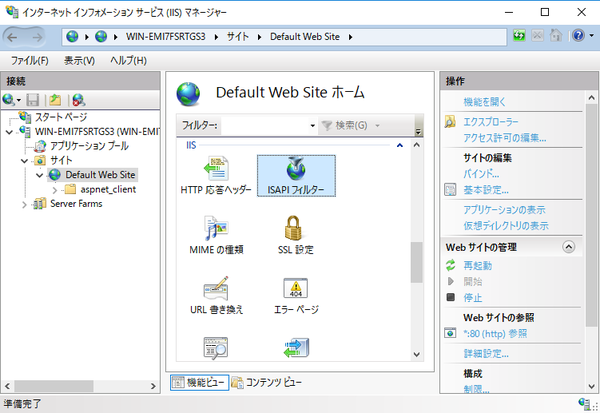 インターネット インフォメーション サービス (IIS) マネージャー
WIN-EMI7FSRTGS3 サイト Default Web Site
ファイル(F) 表示(V) ヘルプ(H)
接続
スタート ページ
WIN-EMI7FSRTGS3 (WIN-EMI7
アプリケーション プール
サイト
Default Web Site
aspnet_client
Server Farms
Default Web Site ホーム
フィルター: 検索(G)
IIS
HTTP 応答ヘッダー
ISAPI フィルター
MIME の種類
SSL 設定
URL 書き換え
404
エラー ページ
機能ビュー
コンテンツ ビュー
操作
機能を開く
エクスプローラー
アクセス許可の編集...
サイトの編集
バインド...
基本設定...
アプリケーションの表示
仮想ディレクトリの表示
Web サイトの管理
再起動
開始
停止
Web サイトの参照
*:80 (http) 参照
詳細設定...
構成
制限...
準備完了